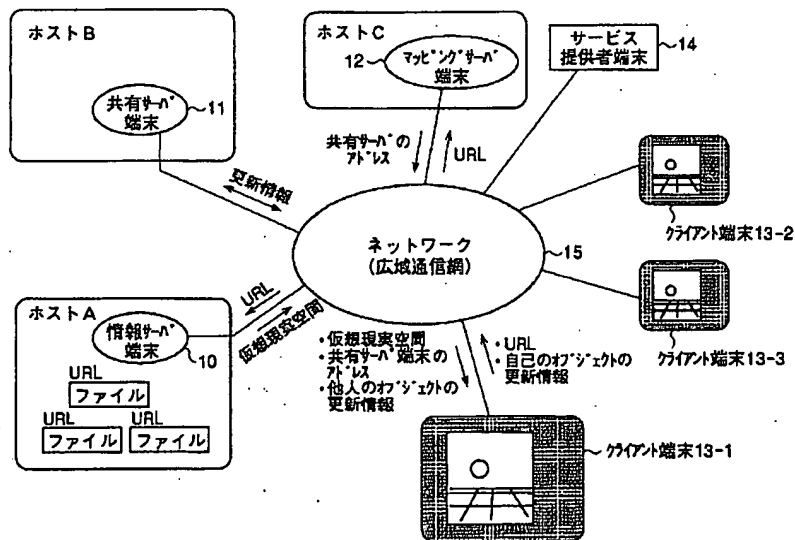 ホストB
共有サーバ
端末
11
ホストC
12
マッピングサーバ
端末
サービス
提供者端末
14
共有サーバの
アドレス
URL
更新情報
クライアント端末13-2
ネットワーク
(広域通信網)
15
クライアント端末13-3
ホストA
情報サーバ
端末
10
URL
仮想現実空間
URL
ファイル
URL
ファイル
URL
ファイル
・仮想現実空間
・共有サーバ端末の
アドレス
・他人のオブジェクトの
更新情報
・URL
・自己のオブジェクトの
更新情報
クライアント端末13-1